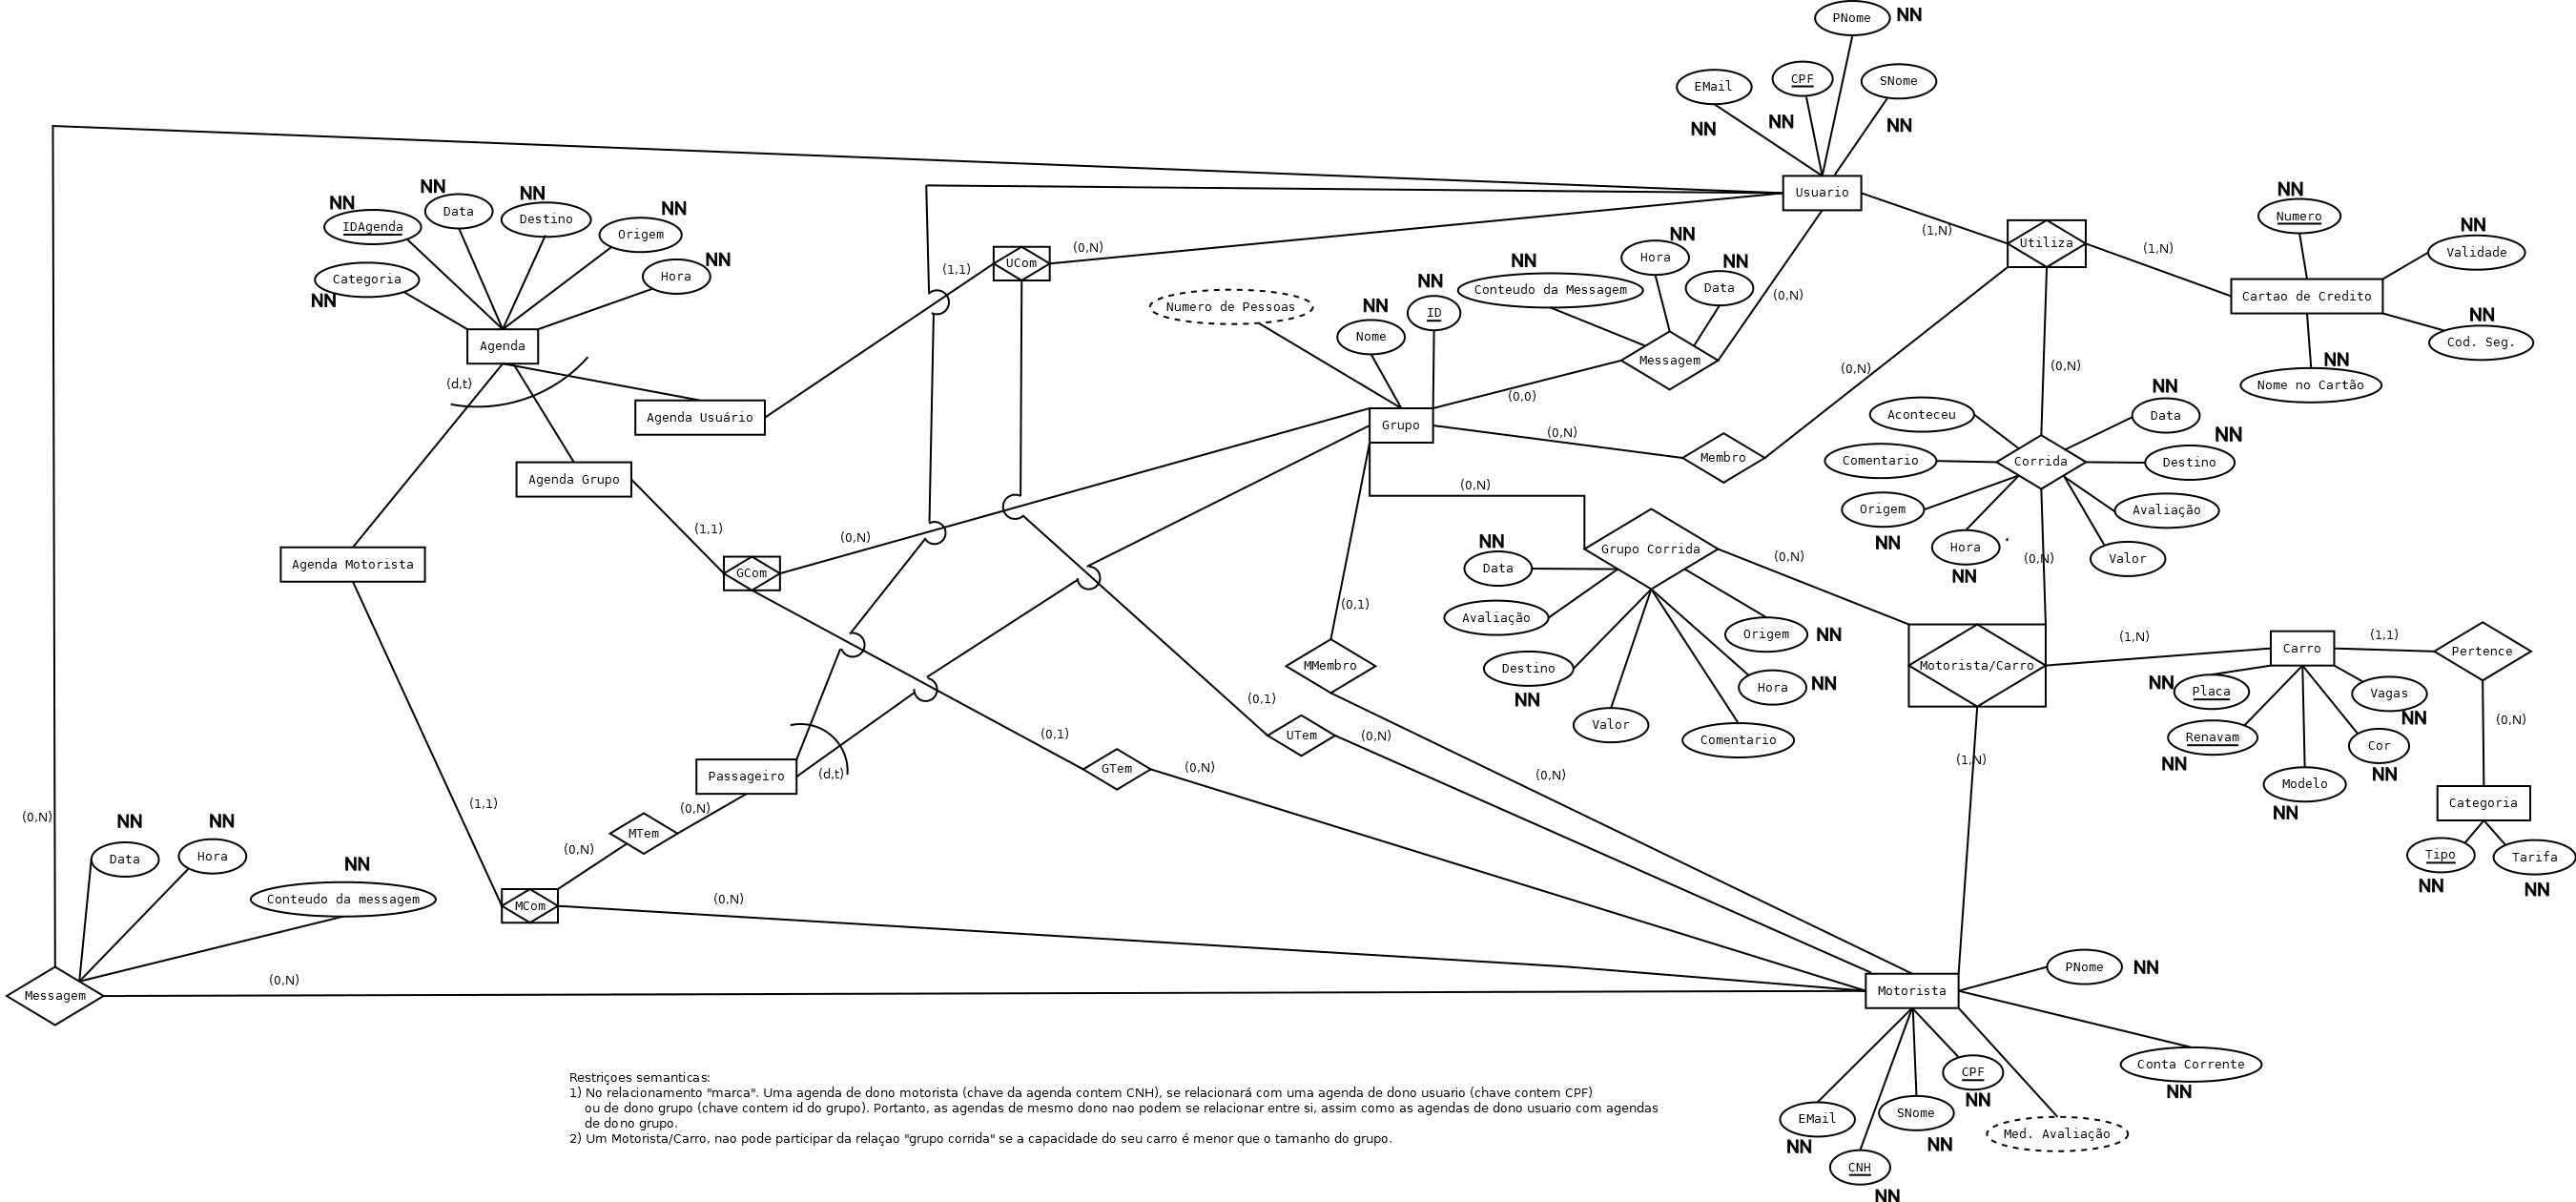 PNome NN
EMail
CPF
SNome
NN
NN
NN
Usuario
NN
IDAgenda
NN
Data
NN
Destino
NN
Origem
NN
Hora
Categoria
NN
Agenda
(d,t)
Agenda Usuário
Agenda Grupo
Agenda Motorista
(1,1)
UCom
(0,N)
Numero de Pessoas
NN
Nome
NN
ID
NN
Conteudo da Messagem
NN
Hora
NN
Data
(0,N)
Messagem
(0,0)
Grupo
(0,N)
Membro
(0,N)
(1,N)
Utiliza
(1,N)
NN
Numero
NN
Validade
Cartao de Credito
NN
Cod. Seg.
NN
Nome no Cartão
(0,N)
Aconteceu
NN
Data
Comentario
Corrida
NN
Destino
Origem
NN
Avaliação
Hora
NN
Valor
(0,N)
(1,1)
GCom
(0,N)
(0,N)
Grupo Corrida
(0,N)
NN
Data
Avaliação
Destino
NN
Valor
Origem NN
Hora NN
Comentario
(0,1)
MMembro
(0,N)
Motorista/Carro
(1,N)
Carro
(1,1)
Pertence
NN
Placa
Vagas
NN
Renavam
NN
Cor
NN
Modelo
NN
(0,N)
Categoria
Tipo
NN
Tarifa
NN
(1,N)
(0,1)
UTem
(0,N)
(0,1)
GTem
(0,N)
Passageiro
(d,t)
(0,N)
MTem
(0,N)
(1,1)
MCom
(0,N)
(0,N)
NN
Data
NN
Hora
NN
Conteudo da messagem
Messagem
(0,N)
Motorista
PNome NN
Conta Corrente
NN
CPF
NN
EMail
NN
SNome
NN
Med. Avaliação
CNH
NN
Restriçoes semanticas:
1) No relacionamento "marca". Uma agenda de dono motorista (chave da agenda contem CNH), se relacionará com uma agenda de dono usuario (chave contem CPF)
ou de dono grupo (chave contem id do grupo). Portanto, as agendas de mesmo dono nao podem se relacionar entre si, assim como as agendas de dono usuario com agendas
de dono grupo.
2) Um Motorista/Carro, nao pode participar da relaçao "grupo corrida" se a capacidade do seu carro é menor que o tamanho do grupo.